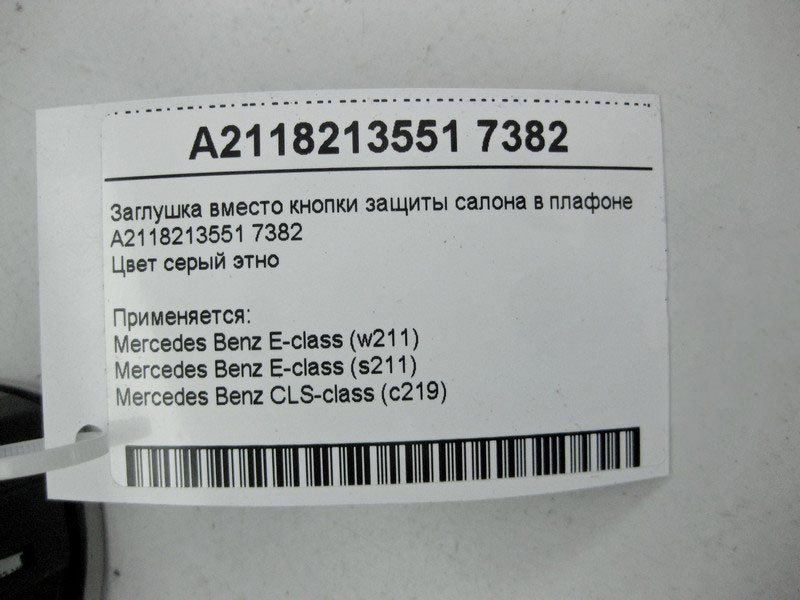 A2118213551 7382
Заглушка вместо кнопки защиты салона в плафоне
A2118213551 7382
Цвет серый этно
Применяется:
Mercedes Benz E-class (w211)
Mercedes Benz E-class (s211)
Mercedes Benz CLS-class (c219)